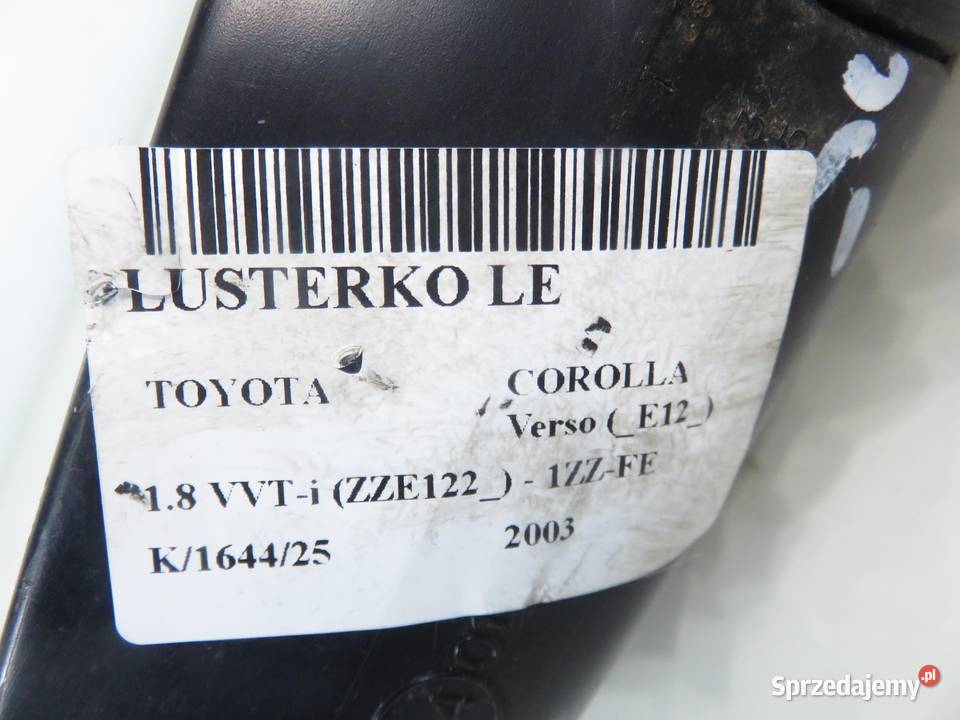 LUSTERKO LE
TOYOTA
COROLLA
Verso (_E12_)
1.8 VVT-i (ZZE122_) - 1ZZ-FE
K/1644/25
2003
Sprzedajemy.pl